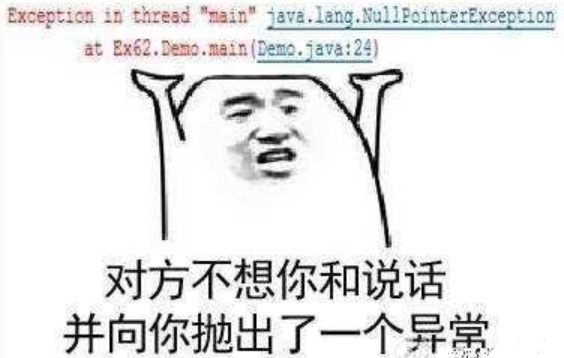 Exception in thread "main" java.lang.NullPointerException
at Ex62.Demo.main(Demo.java:24)
对方不想你和说话
并向你抛出了一个异常